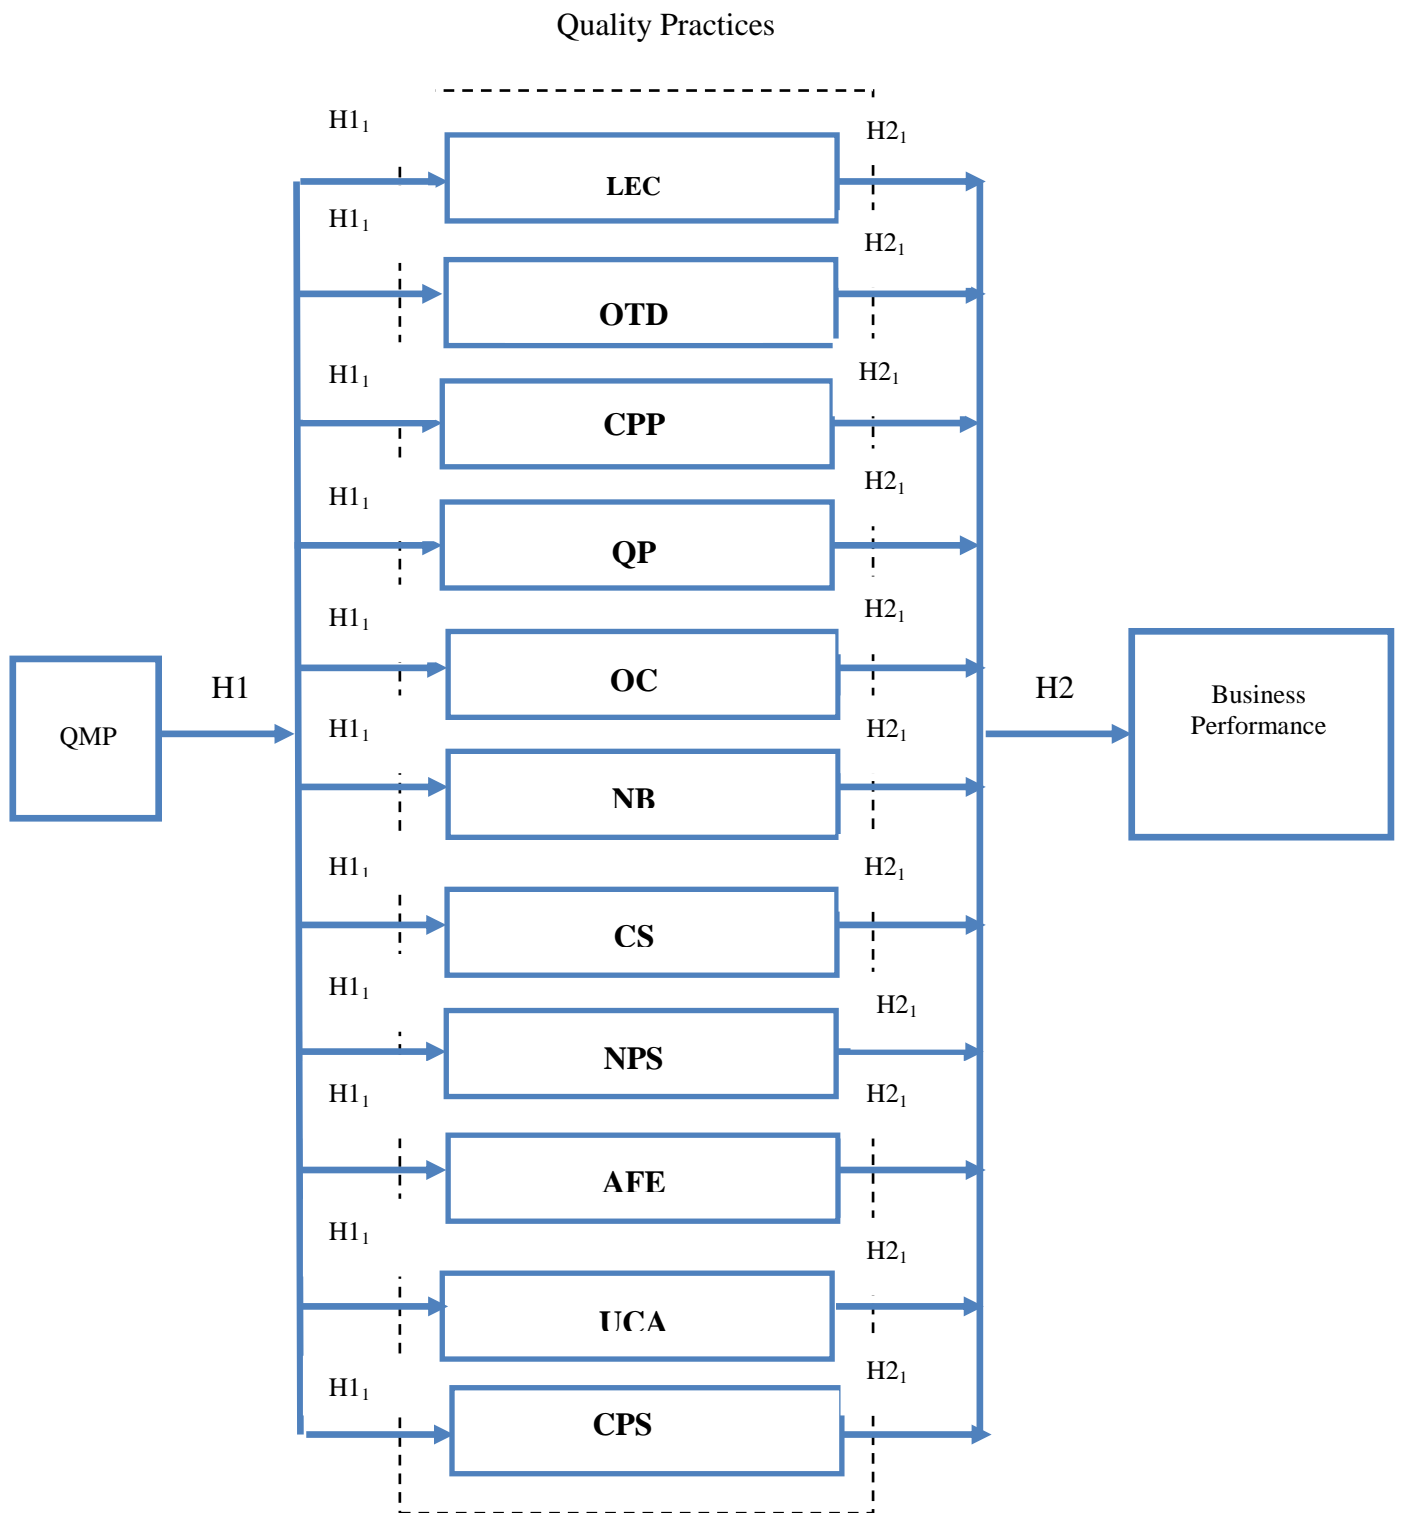 Quality Practices
H1₁
H2₁
LEC
H1₁
H2₁
OTD
H1₁
H2₁
CPP
H1₁
H2₁
QP
H1₁
H2₁
OC
H1
H2
QMP
Business
Performance
H1₁
H2₁
NB
H1₁
H2₁
CS
H1₁
H2₁
NPS
H1₁
H2₁
AFE
H1₁
H2₁
UCA
H1₁
H2₁
CPS